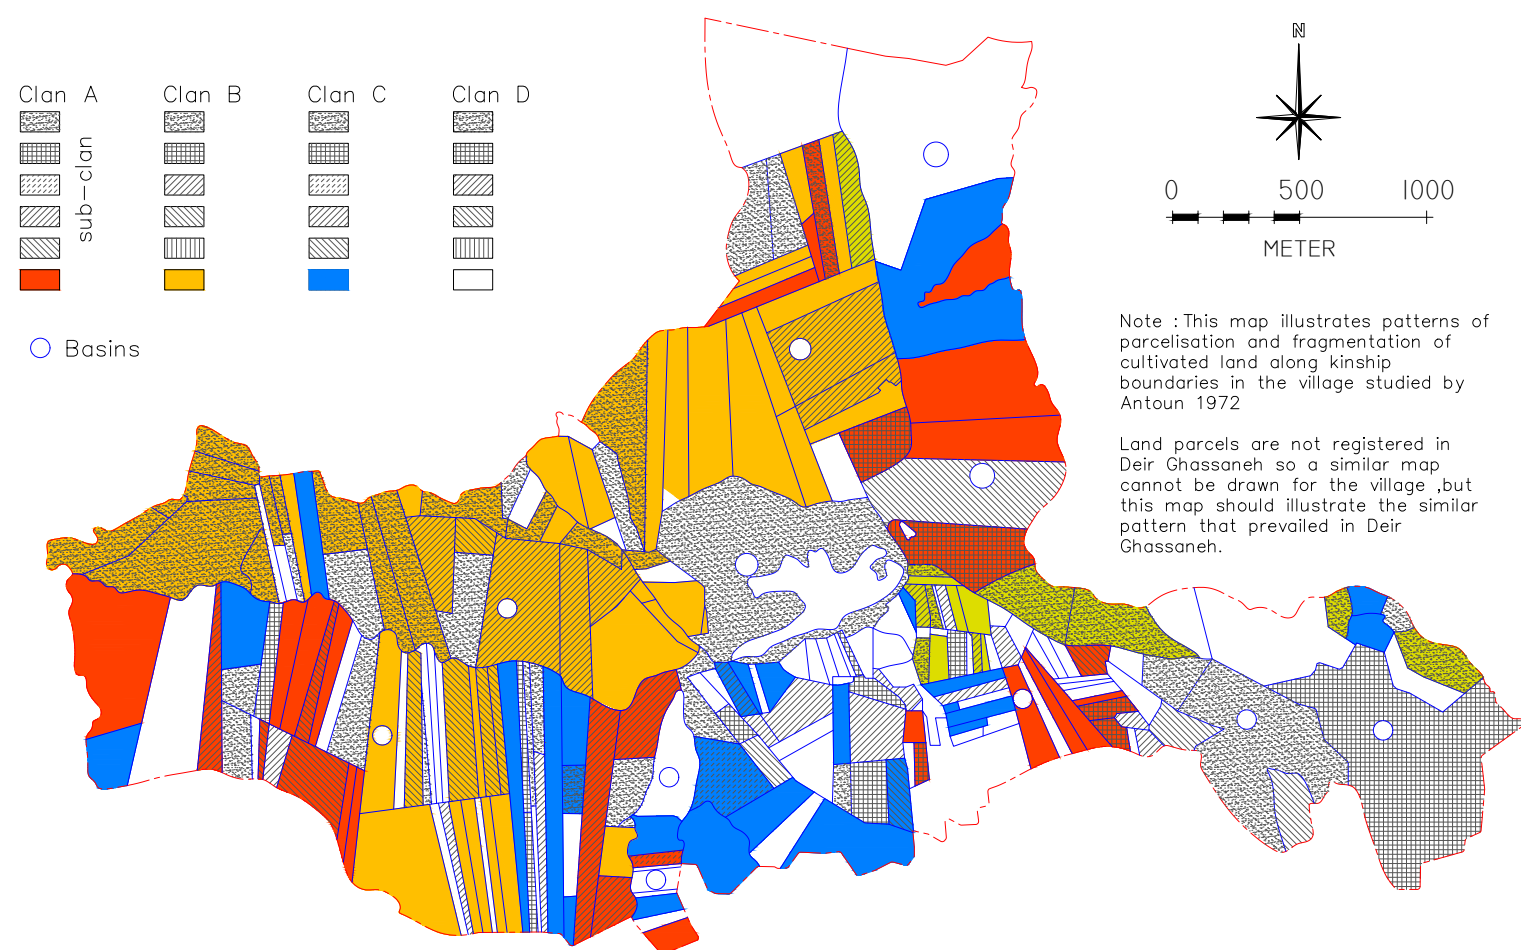 Clan A
Clan B
Clan C
Clan D
sub-clan
Basins
N
0 500 1000
METER
Note : This map illustrates patterns of
parcelisation and fragmentation of
cultivated land along kinship
boundaries in the village studied by
Antoun 1972
Land parcels are not registered in
Deir Ghassaneh so a similar map
cannot be drawn for the village ,but
this map should illustrate the similar
pattern that prevailed in Deir
Ghassaneh.